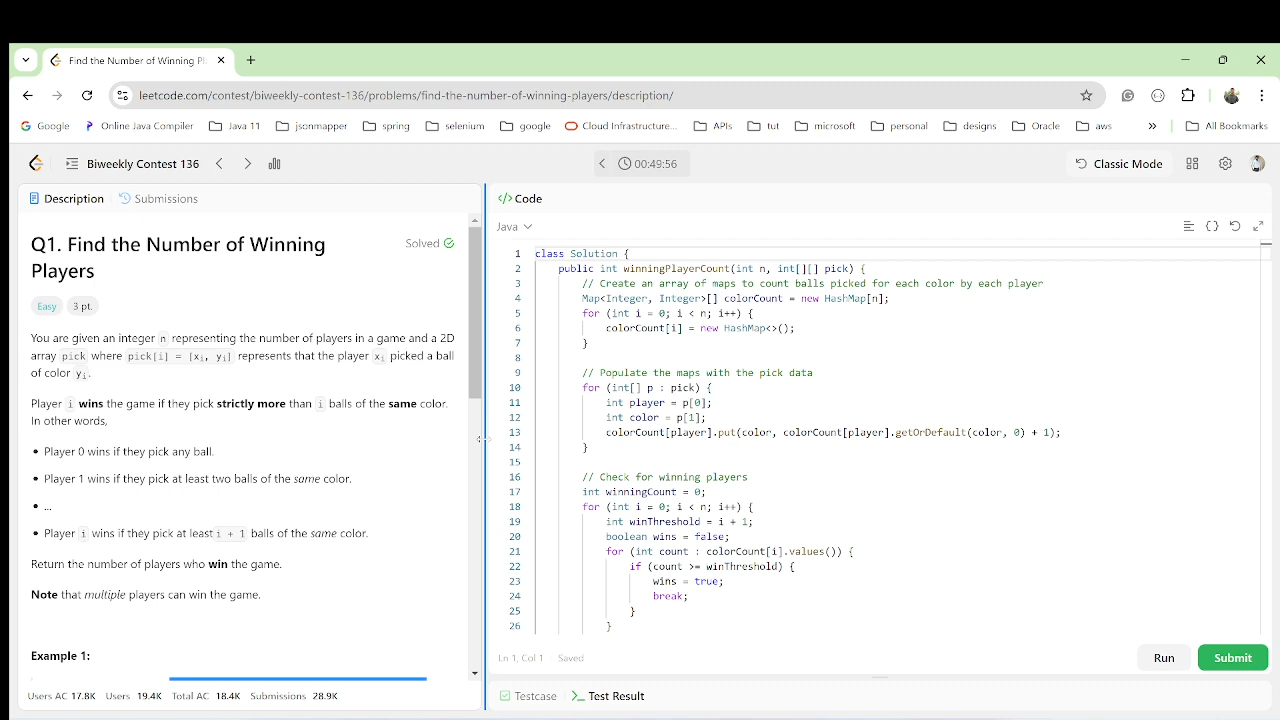 Find the Number of Winning Pl
leetcode.com/contest/biweekly-contest-136/problems/find-the-number-of-winning-players/description/
Google Online Java Compiler Java 11 jsonmapper spring selenium google Cloud Infrastructure... APIs tut microsoft personal designs Oracle aws » All Bookmarks
Biweekly Contest 136 00:49:56 Classic Mode
Description Submissions
</> Code
Java
Q1. Find the Number of Winning
Players
Solved
Easy 3 pt.
You are given an integer n representing the number of players in a game and a 2D
array pick where pick[i] = [xi, yi] represents that the player xi picked a ball
of color yi.
Player i wins the game if they pick strictly more than i balls of the same color.
In other words,
• Player 0 wins if they pick any ball.
• Player 1 wins if they pick at least two balls of the same color.
• ...
• Player i wins if they pick at least i + 1 balls of the same color.
Return the number of players who win the game.
Note that multiple players can win the game.
Example 1:
Users AC 17.8K Users 19.4K Total AC 18.4K Submissions 28.9K
1 class Solution {
2 public int winningPlayerCount(int n, int[][] pick) {
3 // Create an array of maps to count balls picked for each color by each player
4 Map<Integer, Integer>[] colorCount = new HashMap[n];
5 for (int i = 0; i < n; i++) {
6 colorCount[i] = new HashMap<>();
7 }
8
9 // Populate the maps with the pick data
10 for (int[] p : pick) {
11 int player = p[0];
12 int color = p[1];
13 colorCount[player].put(color, colorCount[player].getOrDefault(color, 0) + 1);
14 }
15
16 // Check for winning players
17 int winningCount = 0;
18 for (int i = 0; i < n; i++) {
19 int winThreshold = i + 1;
20 boolean wins = false;
21 for (int count : colorCount[i].values()) {
22 if (count >= winThreshold) {
23 wins = true;
24 break;
25 }
26 }
Ln 1, Col 1 Saved
Run Submit
Testcase >_ Test Result